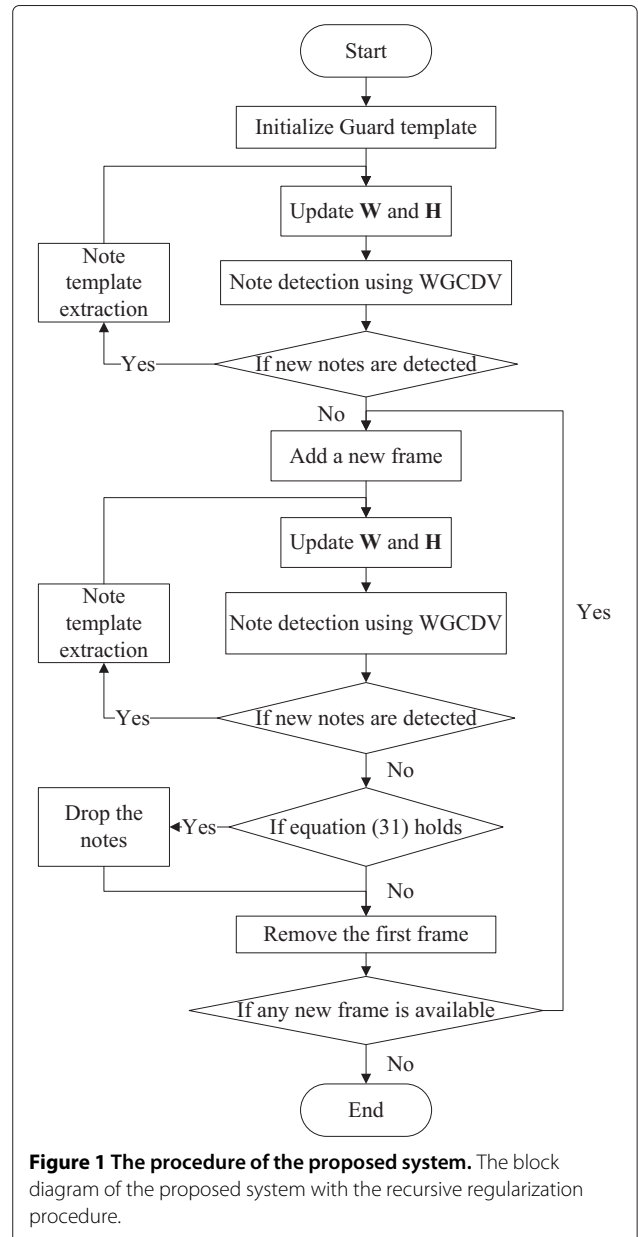 Start
Initialize Guard template
Update W and H
Note
template
extraction
Note detection using WGCDV
Yes
If new notes are detected
No
Add a new frame
Update W and H
Note
template
extraction
Yes
Note detection using WGCDV
Yes
If new notes are detected
No
Drop the
notes
Yes
If equation (31) holds
No
Remove the first frame
If any new frame is available
No
End
Figure 1 The procedure of the proposed system. The block
diagram of the proposed system with the recursive regularization
procedure.